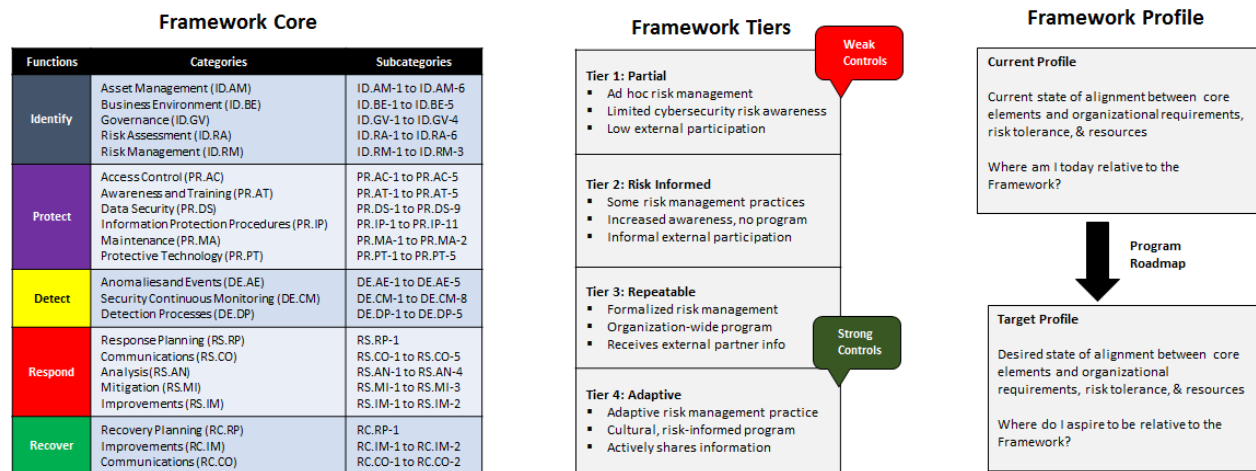 Framework Core
Functions Categories Subcategories
Identify
Asset Management (ID.AM) ID.AM-1 to ID.AM-6
Business Environment (ID.BE) ID.BE-1 to ID.BE-5
Governance (ID.GV) ID.GV-1 to ID.GV-4
Risk Assessment (ID.RA) ID.RA-1 to ID.RA-6
Risk Management (ID.RM) ID.RM-1 to ID.RM-3
Protect
Access Control (PR.AC) PR.AC-1 to PR.AC-5
Awareness and Training (PR.AT) PR.AT-1 to PR.AT-5
Data Security (PR.DS) PR.DS-1 to PR.DS-9
Information Protection Procedures (PR.IP) PR.IP-1 to PR.IP-11
Maintenance (PR.MA) PR.MA-1 to PR.MA-2
Protective Technology (PR.PT) PR.PT-1 to PR.PT-5
Detect
Anomalies and Events (DE.AE) DE.AE-1 to DE.AE-5
Security Continuous Monitoring (DE.CM) DE.CM-1 to DE.CM-8
Detection Processes (DE.DP) DE.DP-1 to DE.DP-5
Respond
Response Planning (RS.RP) RS.RP-1
Communications (RS.CO) RS.CO-1 to RS.CO-5
Analysis (RS.AN) RS.AN-1 to RS.AN-4
Mitigation (RS.MI) RS.MI-1 to RS.MI-3
Improvements (RS.IM) RS.IM-1 to RS.IM-2
Recover
Recovery Planning (RC.RP) RC.RP-1
Improvements (RC.IM) RC.IM-1 to RC.IM-2
Communications (RC.CO) RC.CO-1 to RC.CO-2
Framework Tiers
Weak
Controls
Tier 1: Partial
▪ Ad hoc risk management
▪ Limited cybersecurity risk awareness
▪ Low external participation
Tier 2: Risk Informed
▪ Some risk management practices
▪ Increased awareness, no program
▪ Informal external participation
Tier 3: Repeatable
▪ Formalized risk management
▪ Organization-wide program
▪ Receives external partner info
Strong
Controls
Tier 4: Adaptive
▪ Adaptive risk management practice
▪ Cultural, risk-informed program
▪ Actively shares information
Framework Profile
Current Profile
Current state of alignment between core
elements and organizational requirements,
risk tolerance, & resources
Where am I today relative to the
Framework?
Program
Roadmap
Target Profile
Desired state of alignment between core
elements and organizational
requirements, risk tolerance, & resources
Where do I aspire to be relative to the
Framework?